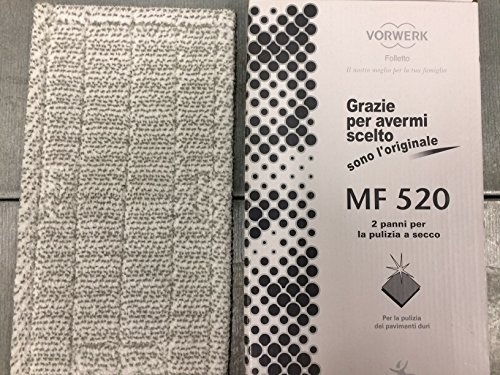 VORWERK
Folletto
Il nostro meglio per la tua famiglia
Grazie
per avermi
scelto
sono l'originale
MF 520
2 panni per
la pulizia a secco
Per la pulizia
dei pavimenti duri